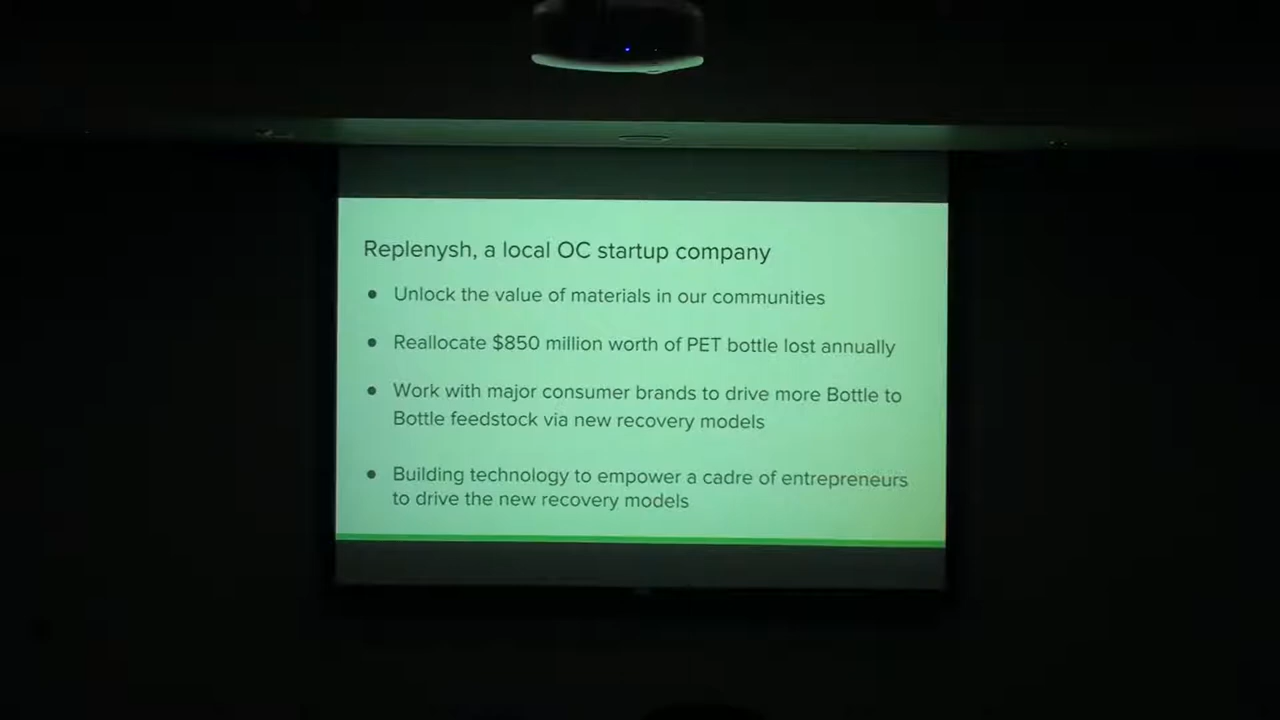 Replenysh, a local OC startup company
● Unlock the value of materials in our communities
● Reallocate $850 million worth of PET bottle lost annually
● Work with major consumer brands to drive more Bottle to
Bottle feedstock via new recovery models
● Building technology to empower a cadre of entrepreneurs
to drive the new recovery models